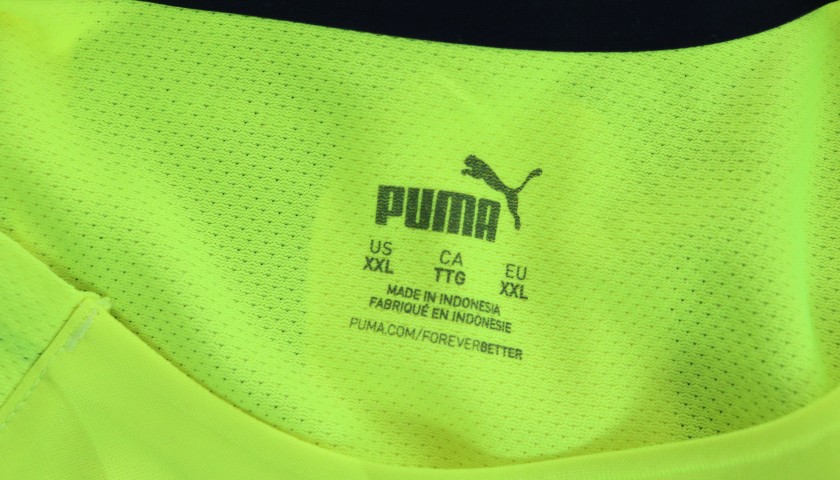 PUMA
US CA EU
XXL TTG XXL
MADE IN INDONESIA
FABRIQUÉ EN INDONESIE
PUMA.COM/FOREVERBETTER